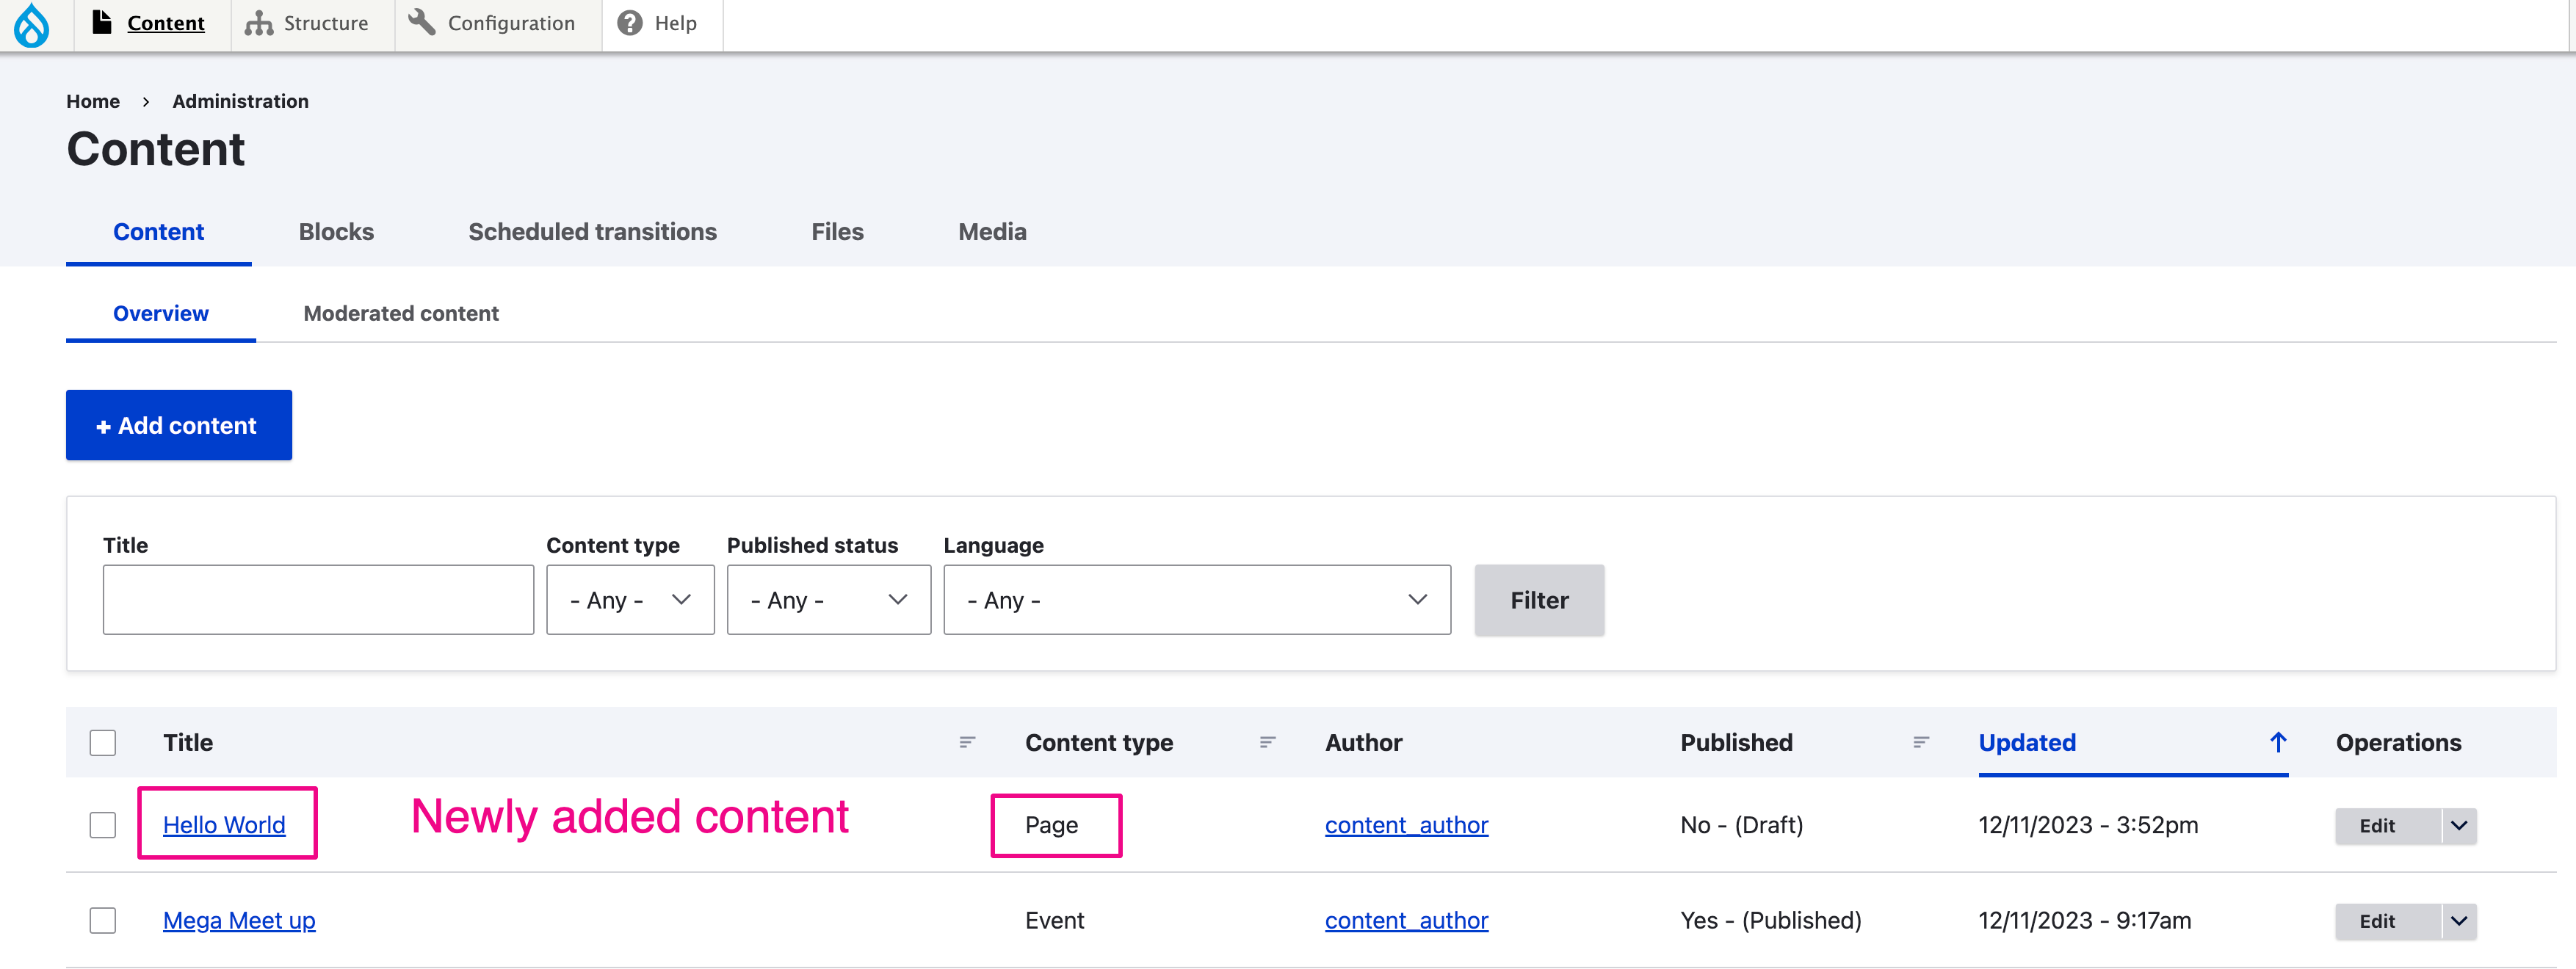 Content Structure Configuration Help
Home › Administration
Content
Content Blocks Scheduled transitions Files Media
Overview Moderated content
+ Add content
Title Content type Published status Language
- Any - - Any - - Any - Filter
Title Content type Author Published Updated Operations
Hello World Newly added content Page content_author No - (Draft) 12/11/2023 - 3:52pm Edit
Mega Meet up Event content_author Yes - (Published) 12/11/2023 - 9:17am Edit